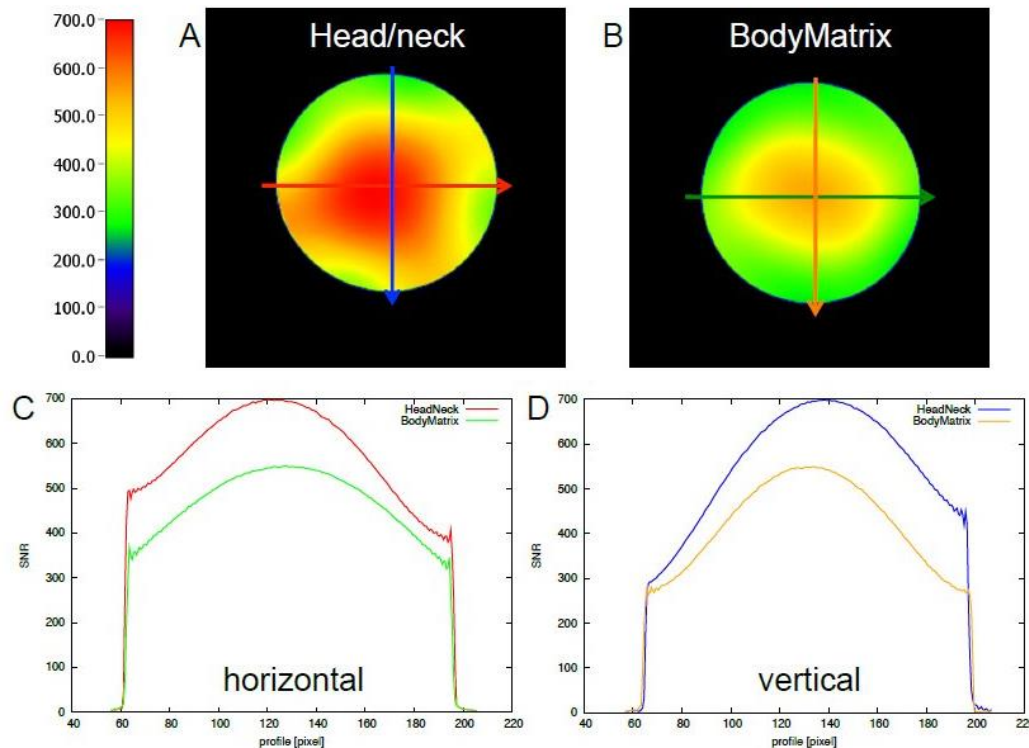 A
Head/neck
B
BodyMatrix
700.0
600.0
500.0
400.0
300.0
200.0
100.0
0.0
C
700
600
500
400
300
200
100
0
SNR
HeadNeck
BodyMatrix
horizontal
40 60 80 100 120 140 160 180 200 220
profile [pixel]
D
700
600
500
400
300
200
100
0
SNR
HeadNeck
BodyMatrix
vertical
40 60 80 100 120 140 160 180 200 220
profile [pixel]